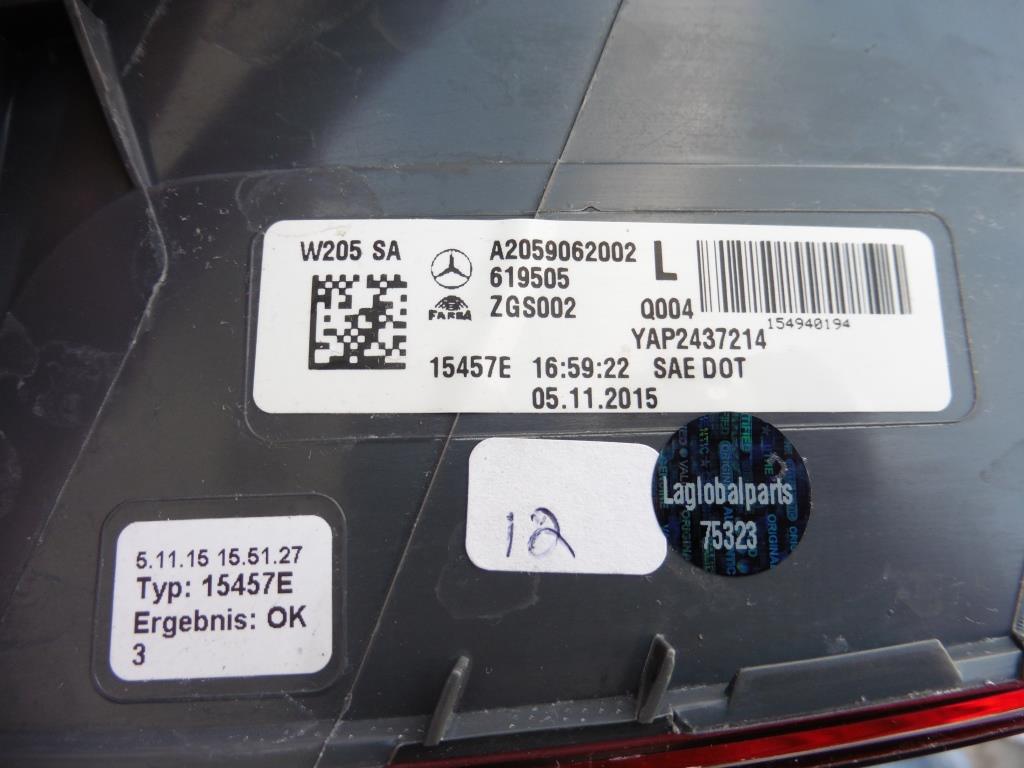 W205 SA
A2059062002
L
619505
FARBA
ZGS002
Q004
154940194
YAP2437214
15457E 16:59:22 SAE DOT
05.11.2015
12
Laglobalparts
75323
5.11.15 15.51.27
Typ: 15457E
Ergebnis: OK
3